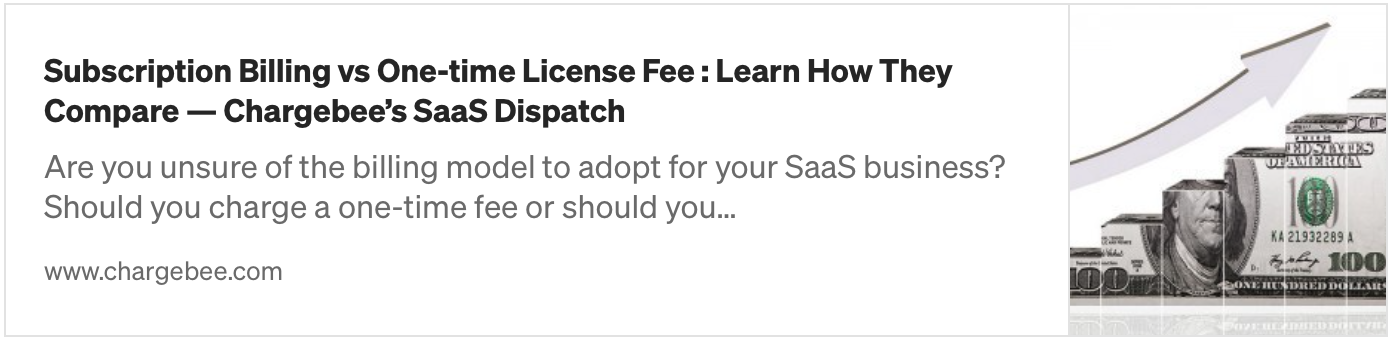 Subscription Billing vs One-time License Fee : Learn How They
Compare — Chargebee’s SaaS Dispatch
Are you unsure of the billing model to adopt for your SaaS business?
Should you charge a one-time fee or should you...
www.chargebee.com
THE
UNITED STATES
OF AMERICA
100
KA 21932289 A
100
100
ONE HUNDRED DOLLARS